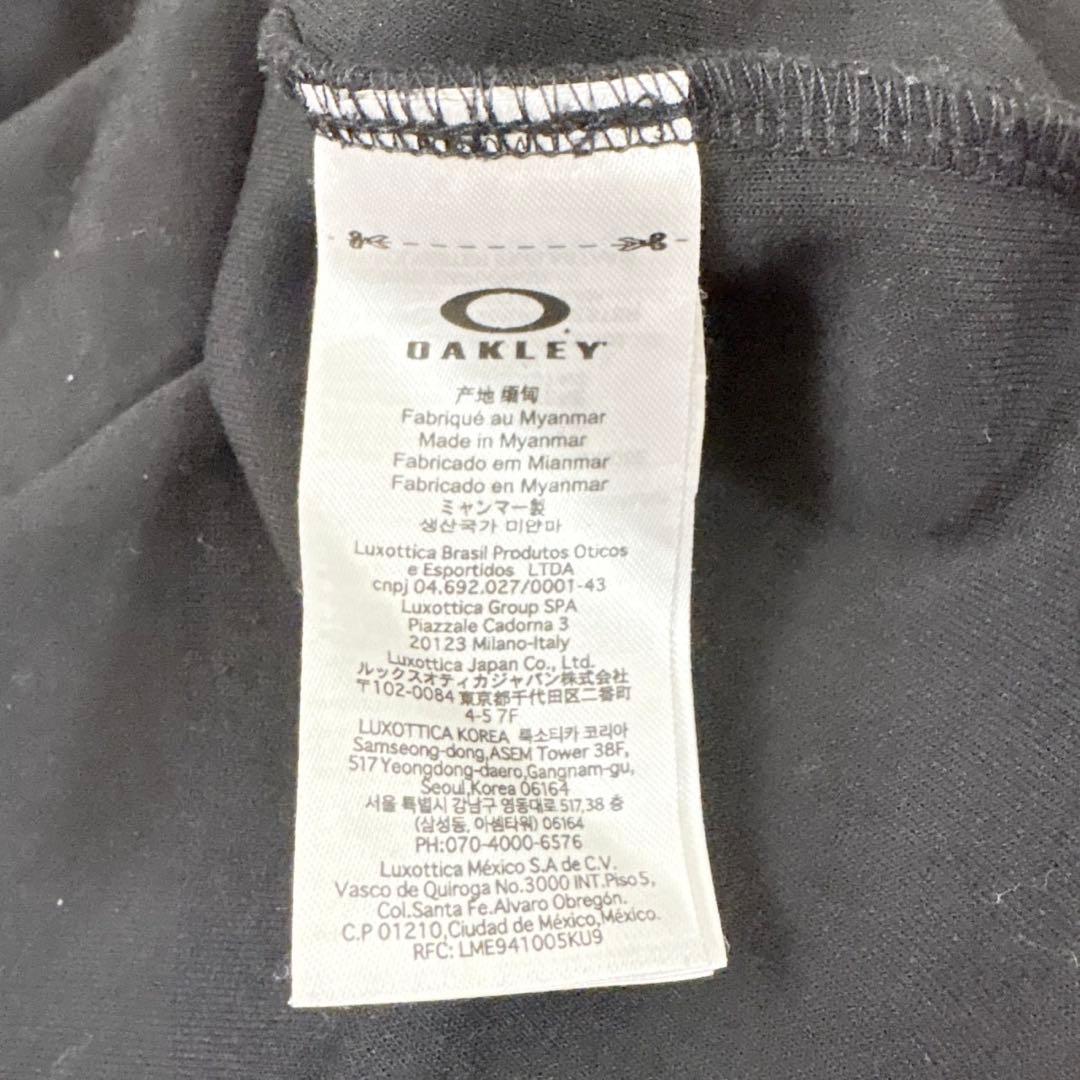 OAKLEY
产地 缅甸
Fabriqué au Myanmar
Made in Myanmar
Fabricado em Mianmar
Fabricado en Myanmar
ミャンマー製
생산국가 미얀마
Luxottica Brasil Produtos Oticos
e Esportidos LTDA
cnpj 04.692.027/0001-43
Luxottica Group SPA
Piazzale Cadorna 3
20123 Milano-Italy
Luxottica Japan Co., Ltd.
ルックスオティカジャパン株式会社
〒102-0084 東京都千代田区二番町
4-5 7F
LUXOTTICA KOREA 룩소티카 코리아
Samseong-dong,ASEM Tower 38F,
517 Yeongdong-daero,Gangnam-gu,
Seoul,Korea 06164
서울 특별시 강남구 영동대로 517,38 층
(삼성동, 아셈타워) 06164
PH:070-4000-6576
Luxottica México S.A de C.V.
Vasco de Quiroga No.3000 INT.Piso 5,
Col.Santa Fe.Alvaro Obregón.
C.P 01210,Ciudad de México,México.
RFC: LME941005KU9